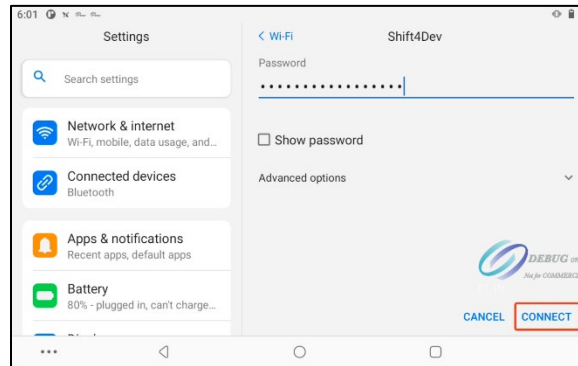 6:01
Settings
Search settings
Network & internet
Wi-Fi, mobile, data usage, and...
Connected devices
Bluetooth
Apps & notifications
Recent apps, default apps
Battery
80% - plugged in, can't charge...
Wi-Fi
Shift4Dev
Password
Show password
Advanced options
DEBUG
Not for COMMERCE
CANCEL
CONNECT